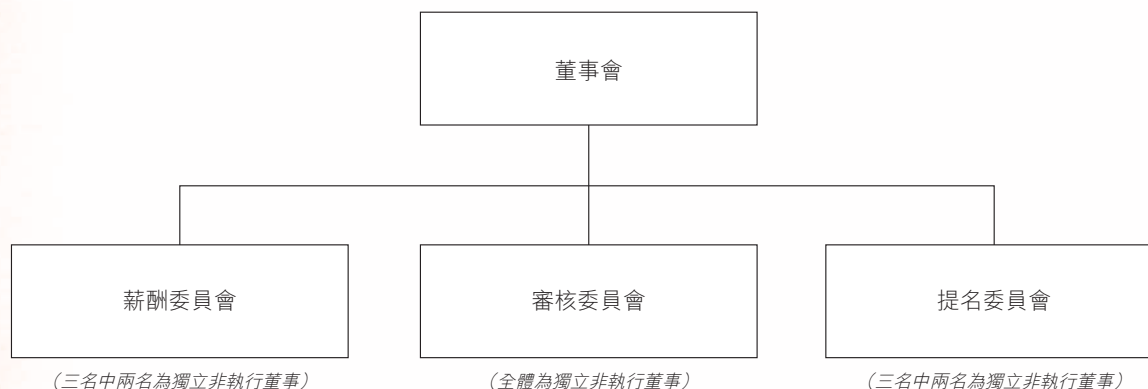 董事會
薪酬委員會
審核委員會
提名委員會
（三名中兩名為獨立非執行董事）
（全體為獨立非執行董事）
（三名中兩名為獨立非執行董事）